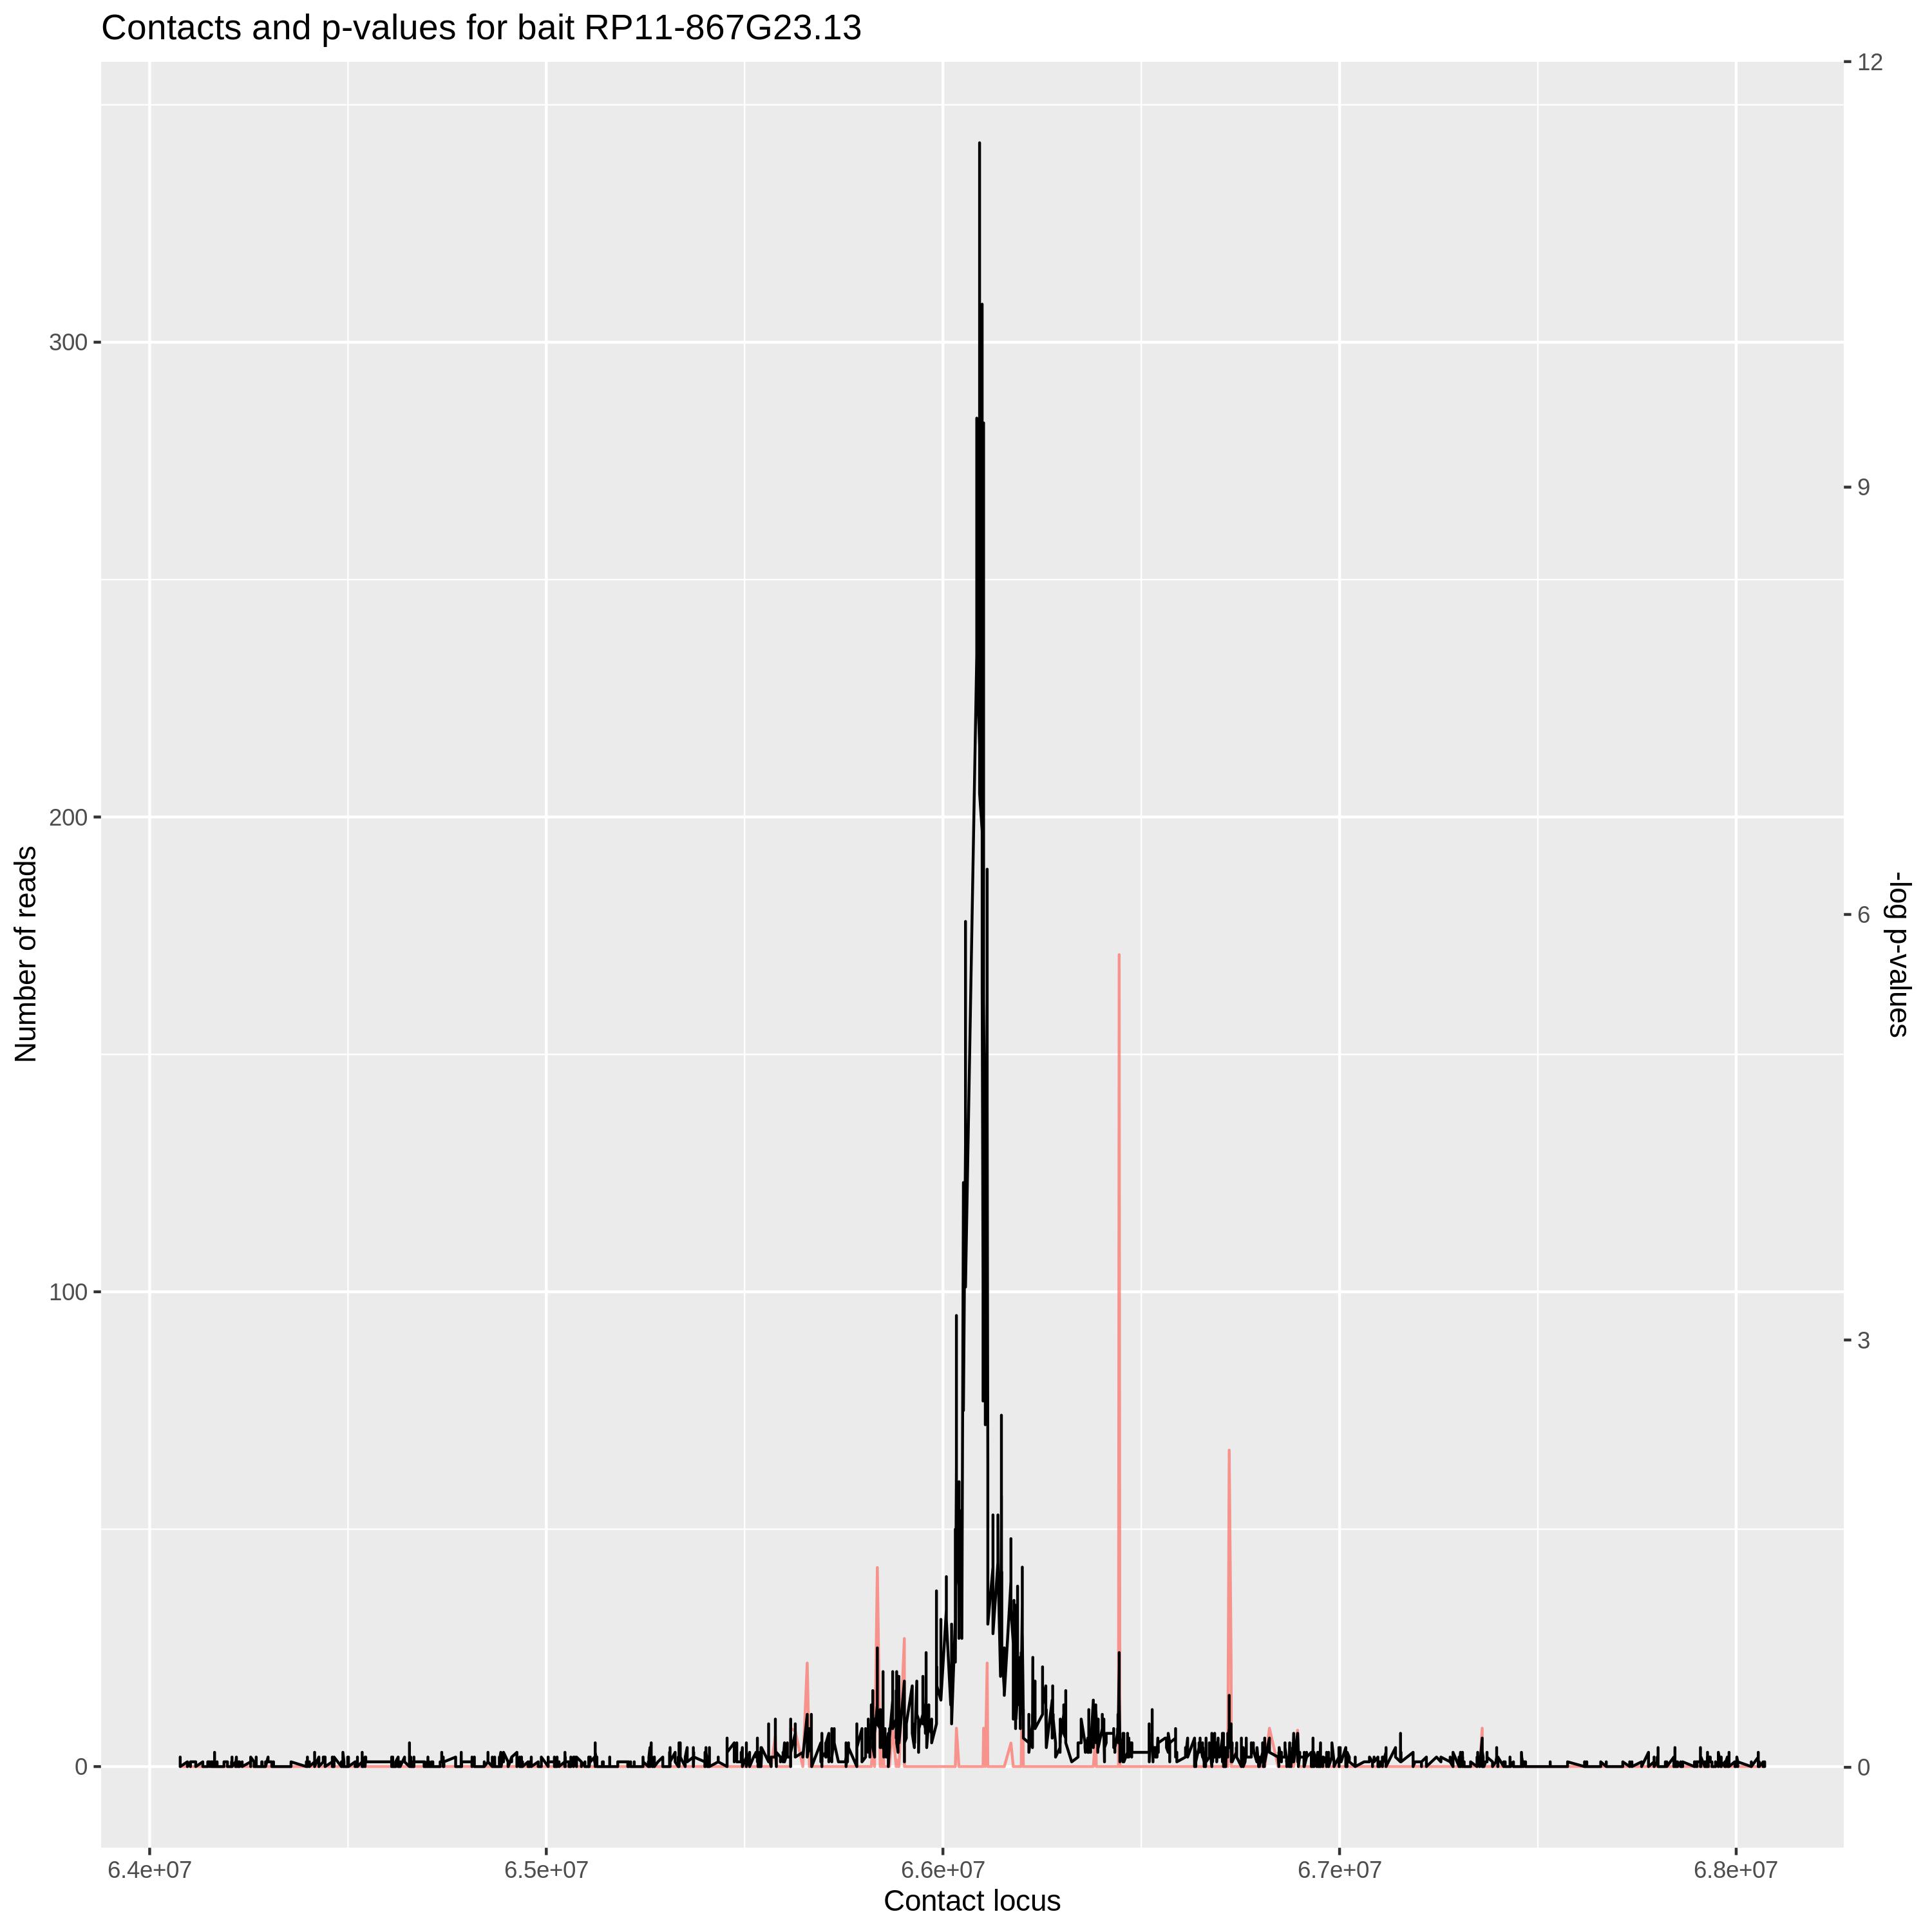 Contacts and p-values for bait RP11-867G23.13
12
9
6
3
0
-log p-values
300
200
100
0
Number of reads
6.4e+07 6.5e+07 6.6e+07 6.7e+07 6.8e+07
Contact locus